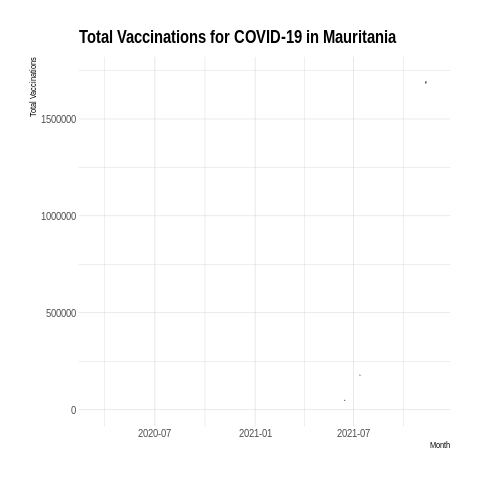 Total Vaccinations for COVID-19 in Mauritania
Total Vaccinations
1500000
1000000
500000
0
2020-07 2021-01 2021-07
Month